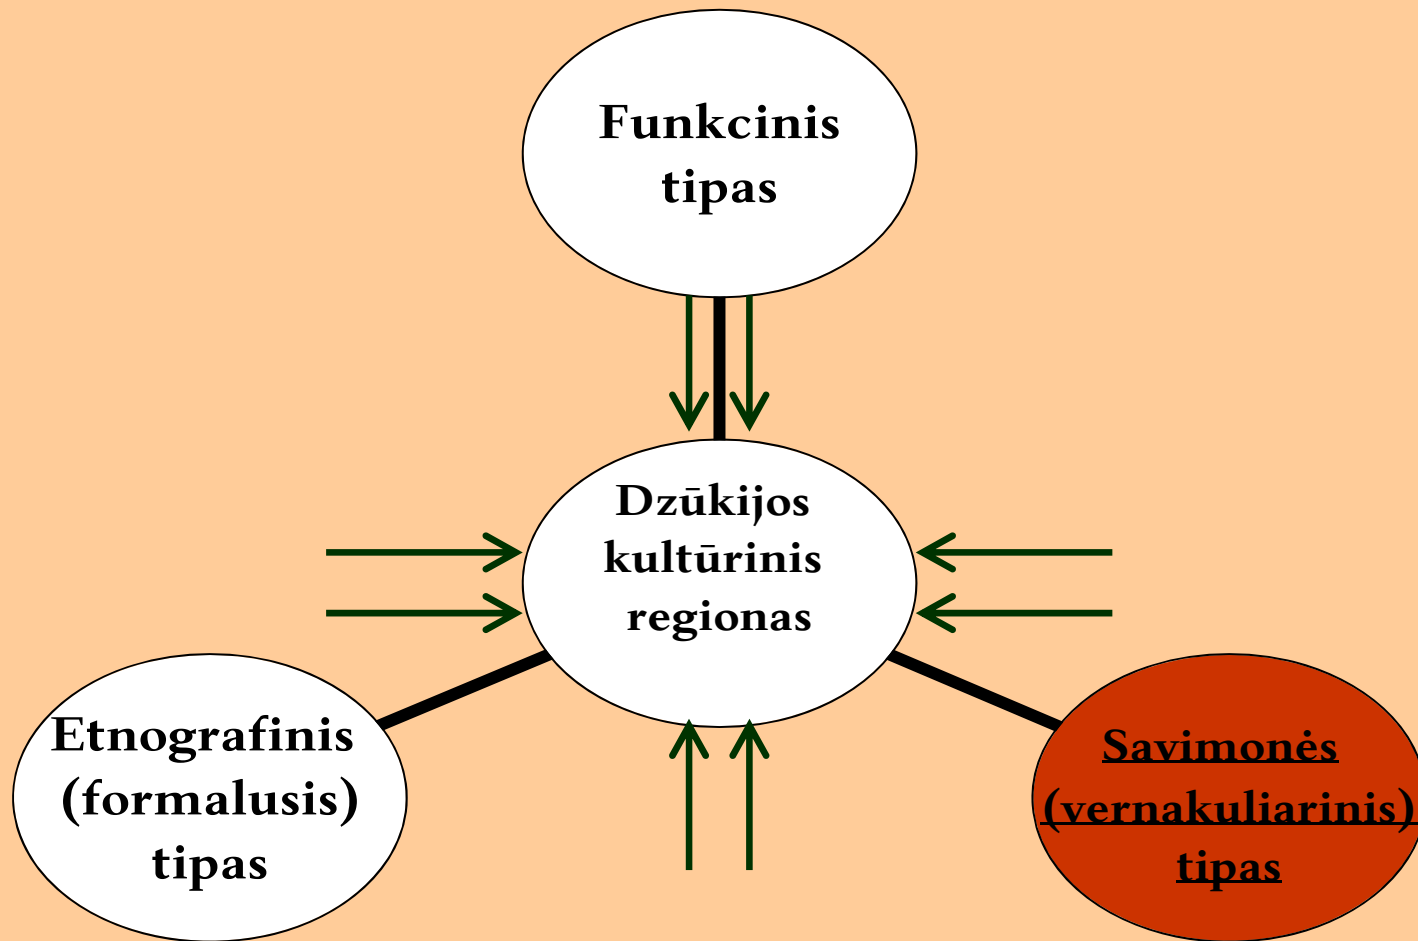 Funkcinis
tipas
Dzūkijos
kultūrinis
regionas
Etnografinis
(formalusis)
tipas
Savimonės
(vernakuliarinis)
tipas